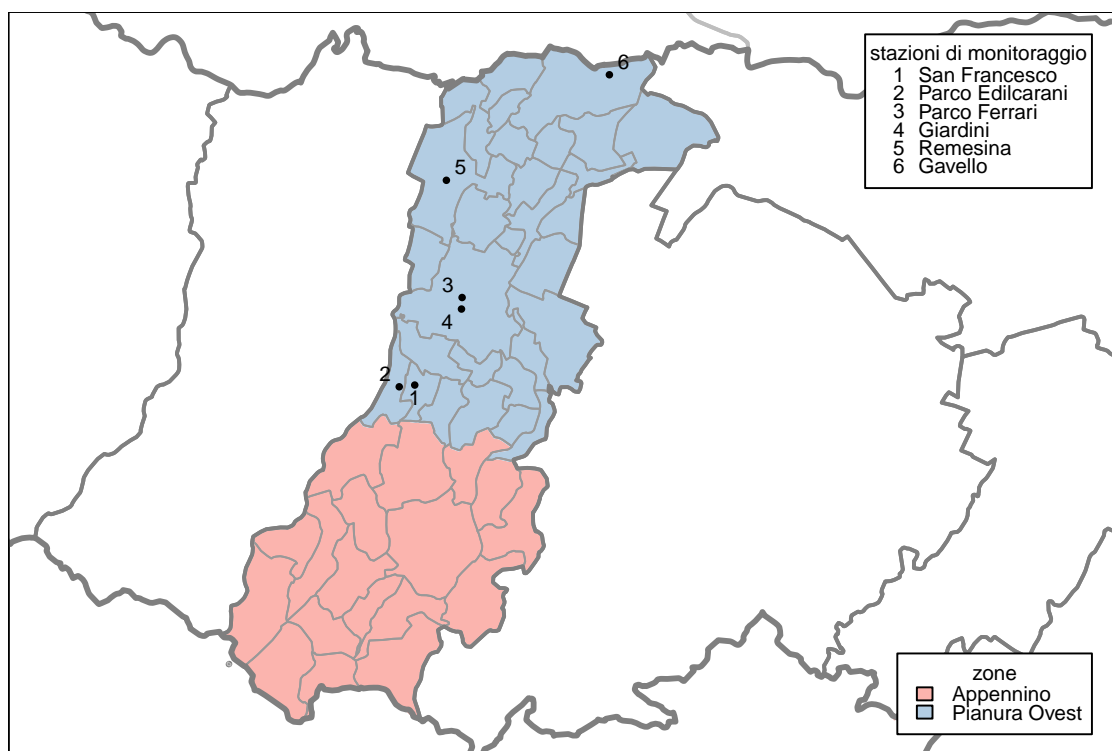 stazioni di monitoraggio
1 San Francesco
2 Parco Edilcarani
3 Parco Ferrari
4 Giardini
5 Remesina
6 Gavello
6
5
3
4
2
1
zone
Appennino
Pianura Ovest